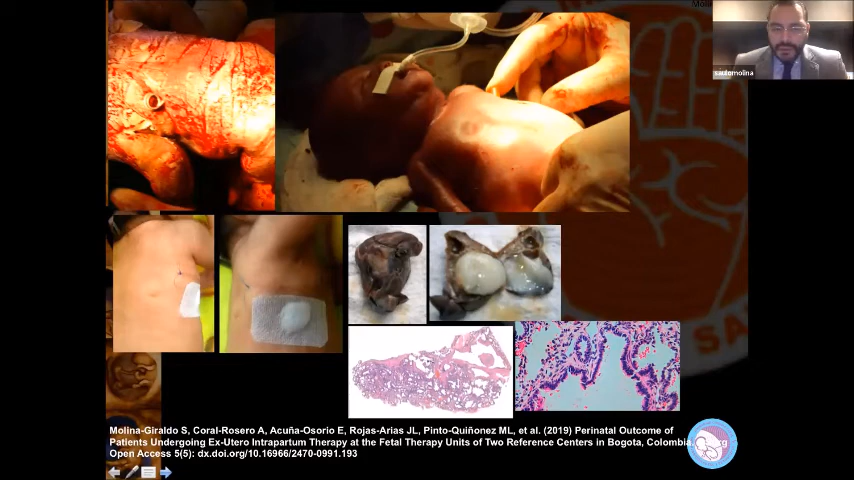 Molin
saulomolina
Molina-Giraldo S, Coral-Rosero A, Acuña-Osorio E, Rojas-Arias JL, Pinto-Quiñonez ML, et al. (2019) Perinatal Outcome of
Patients Undergoing Ex-Utero Intrapartum Therapy at the Fetal Therapy Units of Two Reference Centers in Bogota, Colombia.
Open Access 5(5): dx.doi.org/10.16966/2470-0991.193